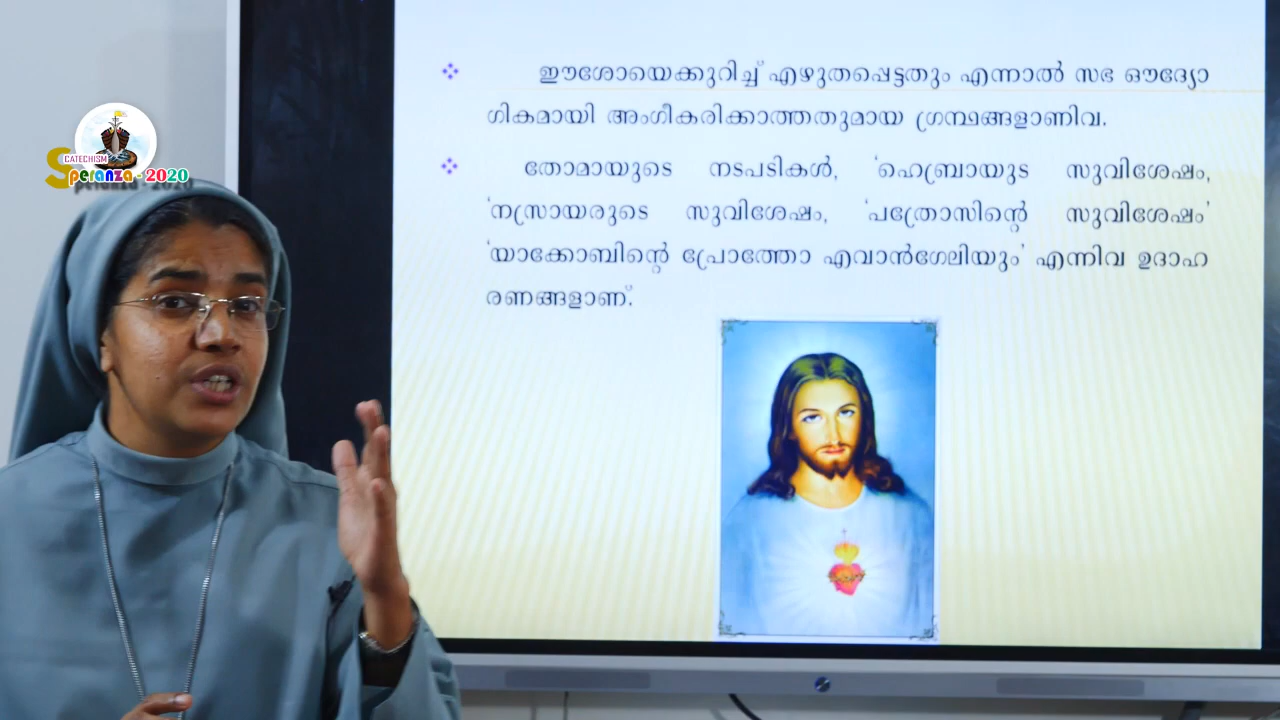 CATECHISM
Speranza - 2020
ഈശോയെക്കുറിച്ച് എഴുതപ്പെട്ടതും എന്നാൽ സഭ ഔദ്യോ
ഗികമായി അംഗീകരിക്കാത്തതുമായ ഗ്രന്ഥങ്ങളാണിവ.
തോമായുടെ നടപടികൾ, 'ഹെബ്രായുട സുവിശേഷം,
'നസ്രായരുടെ സുവിശേഷം, 'പത്രോസിന്റെ സുവിശേഷം'
'യാക്കോബിന്റെ പ്രോത്തോ എവാൻഗേലിയും' എന്നിവ ഉദാഹ
രണങ്ങളാണ്.